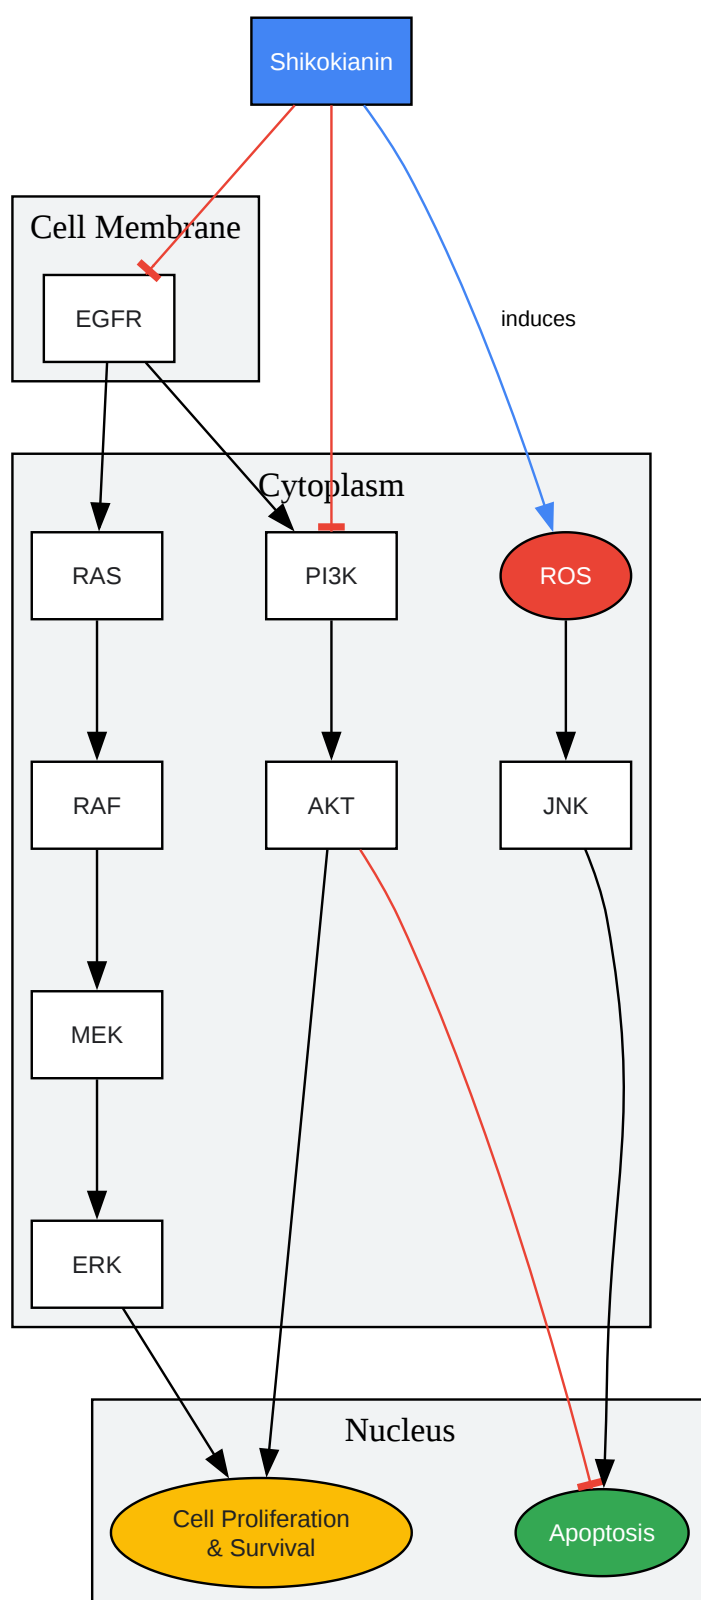 Shikokianin
Cell Membrane
EGFR
induces
Cytoplasm
RAS
PI3K
ROS
RAF
AKT
JNK
MEK
ERK
Nucleus
Cell Proliferation
& Survival
Apoptosis